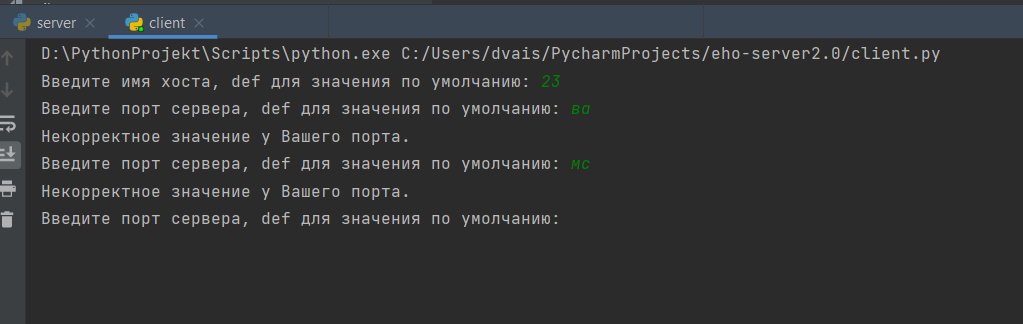 server
client
D:\PythonProjekt\Scripts\python.exe C:/Users/dvais/PycharmProjects/eho-server2.0/client.py
Введите имя хоста, def для значения по умолчанию: 23
Введите порт сервера, def для значения по умолчанию: ва
Некорректное значение у Вашего порта.
Введите порт сервера, def для значения по умолчанию: мс
Некорректное значение у Вашего порта.
Введите порт сервера, def для значения по умолчанию: